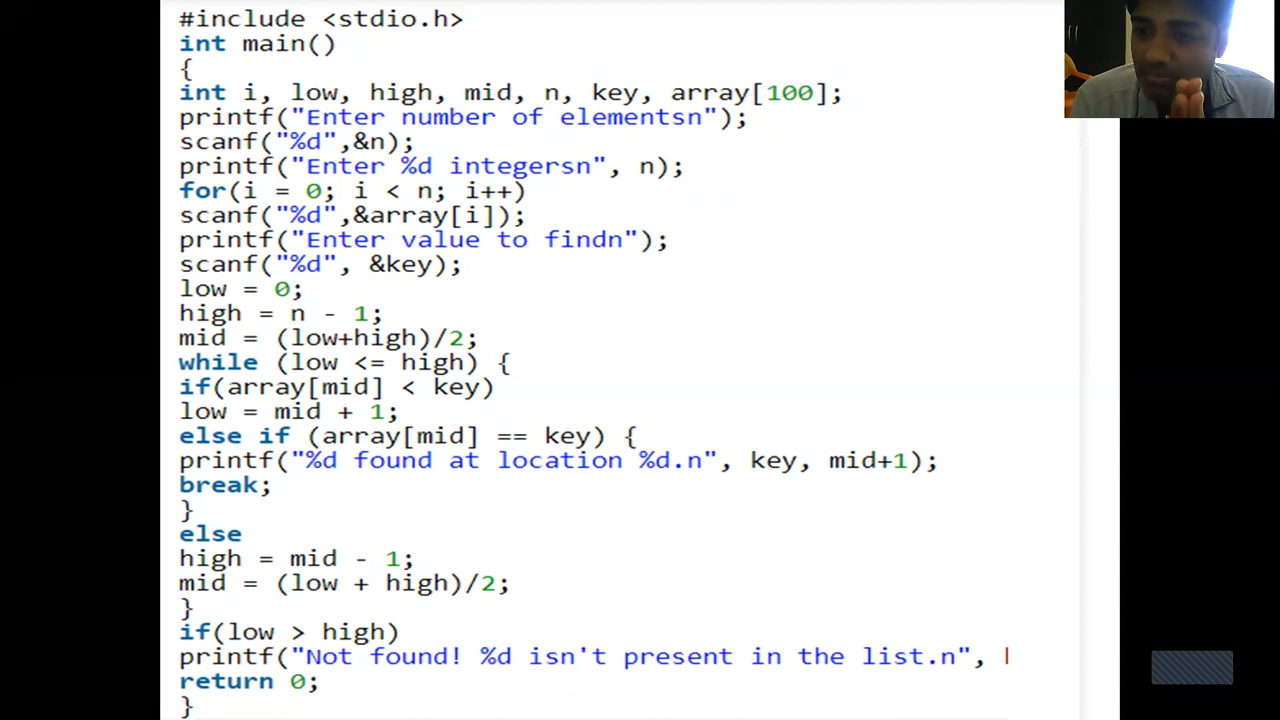 #include <stdio.h>
int main()
{
int i, low, high, mid, n, key, array[100];
printf("Enter number of elementsn");
scanf("%d",&n);
printf("Enter %d integersn", n);
for(i = 0; i < n; i++)
scanf("%d",&array[i]);
printf("Enter value to findn");
scanf("%d", &key);
low = 0;
high = n - 1;
mid = (low+high)/2;
while (low <= high) {
if(array[mid] < key)
low = mid + 1;
else if (array[mid] == key) {
printf("%d found at location %d.n", key, mid+1);
break;
}
else
high = mid - 1;
mid = (low + high)/2;
}
if(low > high)
printf("Not found! %d isn't present in the list.n",
return 0;
}